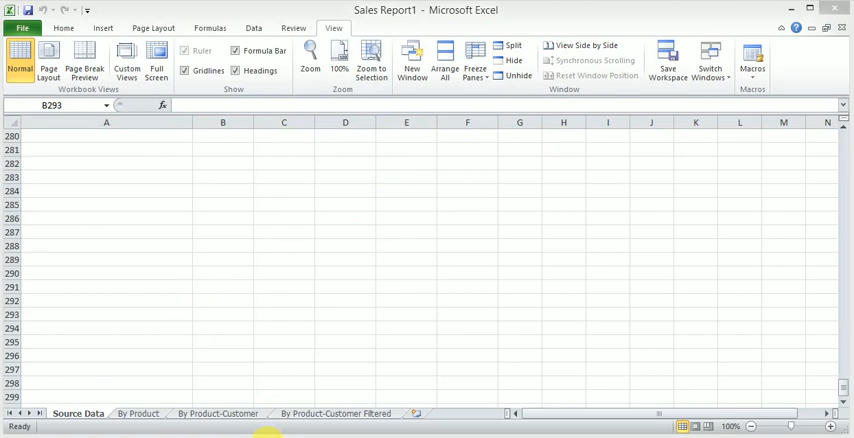 Sales Report1 - Microsoft Excel
File Home Insert Page Layout Formulas Data Review View
Normal
Page Layout
Page Break Preview
Custom Views
Full Screen
Workbook Views
Ruler
Formula Bar
Gridlines
Headings
Show
Zoom
100%
Zoom to Selection
Zoom
New Window
Arrange All
Freeze Panes
Split
Hide
Unhide
View Side by Side
Synchronous Scrolling
Reset Window Position
Window
Save Workspace
Switch Windows
Macros
Macros
B293
fx
A B C D E F G H I J K L M N
280
281
282
283
284
285
286
287
288
289
290
291
292
293
294
295
296
297
298
299
Source Data By Product By Product-Customer By Product-Customer Filtered
Ready
100%